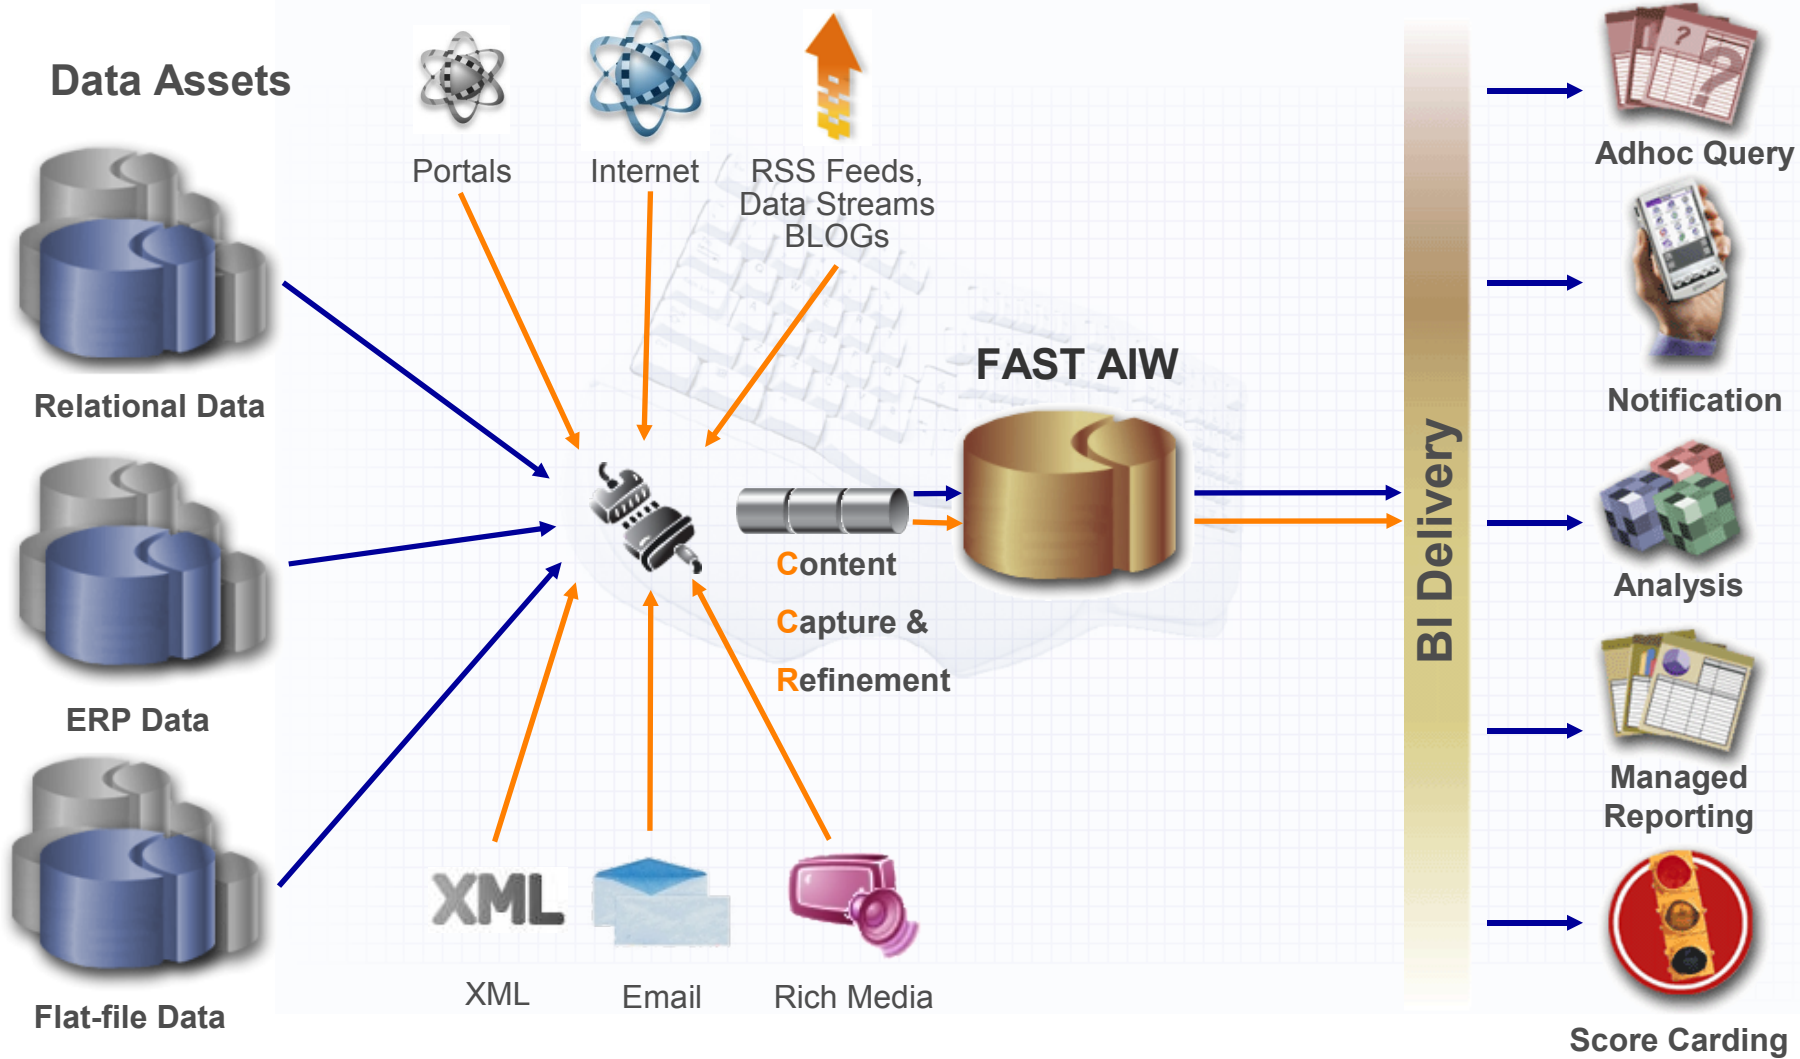 Data Assets
Relational Data
ERP Data
Flat-file Data
Portals
Internet
RSS Feeds,
Data Streams
BLOGs
FAST AIW
Content
Capture &
Refinement
XML
XML
Email
Rich Media
BI Delivery
?
?
Adhoc Query
Notification
Analysis
Managed
Reporting
Score Carding